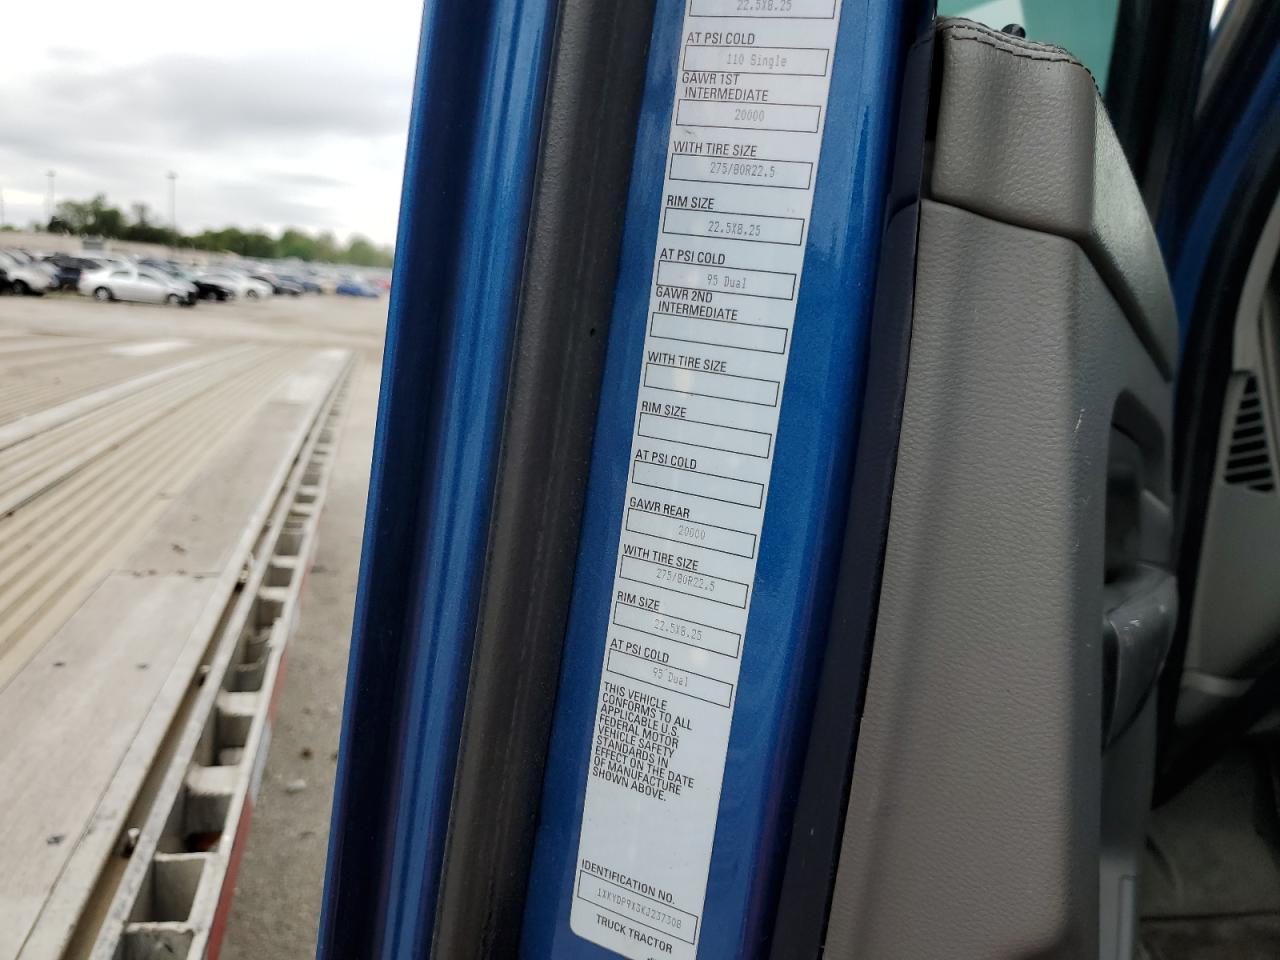 22.5X8.25
AT PSI COLD
110 Single
GAWR 1ST
INTERMEDIATE
20000
WITH TIRE SIZE
275/80R22.5
RIM SIZE
22.5X8.25
AT PSI COLD
95 Dual
GAWR 2ND
INTERMEDIATE
WITH TIRE SIZE
RIM SIZE
AT PSI COLD
GAWR REAR
20000
WITH TIRE SIZE
275/80R22.5
RIM SIZE
22.5X8.25
AT PSI COLD
95 Dual
THIS VEHICLE
CONFORMS TO ALL
APPLICABLE U.S.
FEDERAL MOTOR
VEHICLE SAFETY
STANDARDS IN
EFFECT ON THE DATE
OF MANUFACTURE
SHOWN ABOVE.
IDENTIFICATION NO.
1XKYDP9X3KJ237308
TRUCK TRACTOR